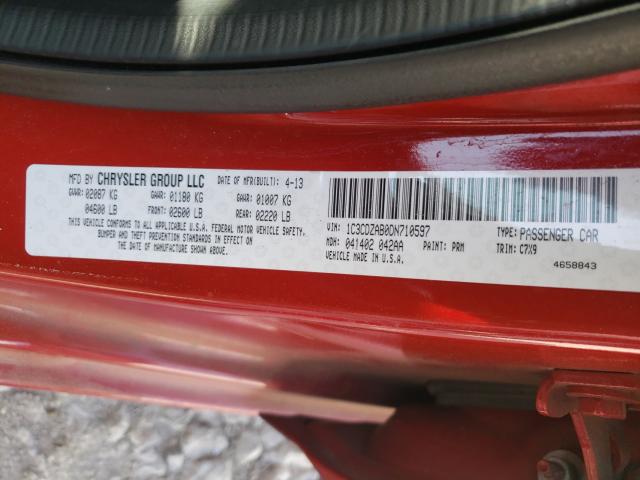 MFD BY CHRYSLER GROUP LLC DATE OF MFR(BUILT): 4-13
GVWR: 02087 KG GAWR: 01180 KG GAWR: 01007 KG
04600 LB FRONT: 02600 LB REAR: 02220 LB
THIS VEHICLE CONFORMS TO ALL APPLICABLE U.S.A. FEDERAL MOTOR VEHICLE SAFETY,
BUMPER AND THEFT PREVENTION STANDARDS IN EFFECT ON THE
DATE OF MANUFACTURE SHOWN ABOVE.
VIN: 1C3CDZAB0DN710597 TYPE: PASSENGER CAR
MDH: 041402 042AA PAINT: PRM TRIM: C7X9
VEHICLE MADE IN U.S.A.
4658843